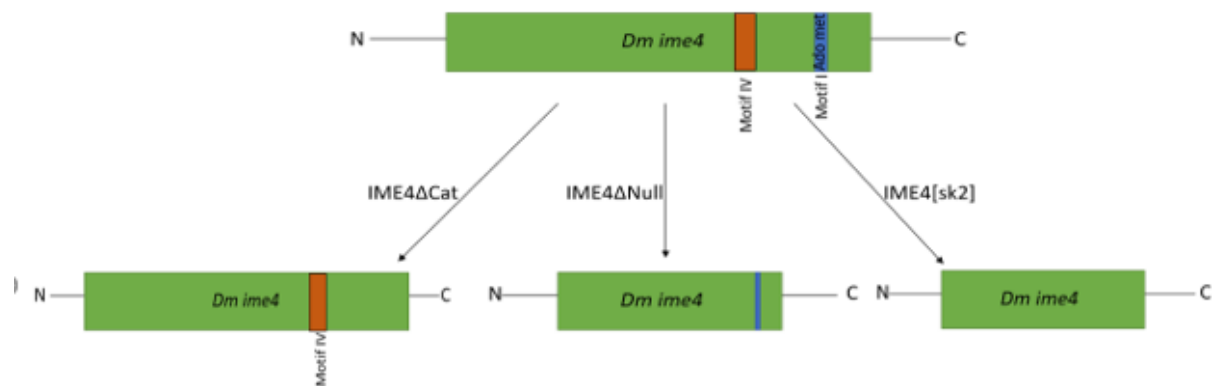 N
Dm ime4
C
Motif IV
Motif I
Ado met
IME4ΔCat
IME4ΔNull
IME4[sk2]
)
N
Dm ime4
C
Motif IV
N
Dm ime4
C
N
Dm ime4
C